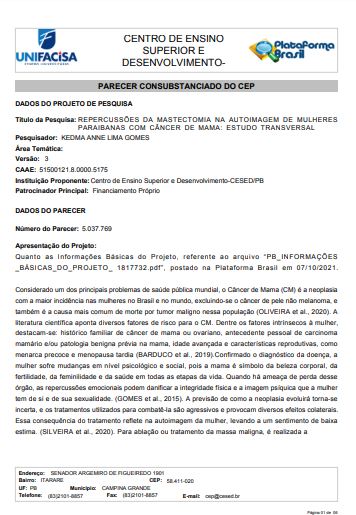 UNIFACISA
CENTRO DE ENSINO
SUPERIOR E
DESENVOLVIMENTO-
Plataforma
Brasil
PARECER CONSUBSTANCIADO DO CEP
DADOS DO PROJETO DE PESQUISA
Título da Pesquisa: REPERCUSSÕES DA MASTECTOMIA NA AUTOIMAGEM DE MULHERES
PARAIBANAS COM CÂNCER DE MAMA: ESTUDO TRANSVERSAL
Pesquisador: KEDMA ANNE LIMA GOMES
Área Temática:
Versão: 3
CAAE: 51500121.8.0000.5175
Instituição Proponente: Centro de Ensino Superior e Desenvolvimento-CESED/PB
Patrocinador Principal: Financiamento Próprio
DADOS DO PARECER
Número do Parecer: 5.037.769
Apresentação do Projeto:
Quanto as Informações Básicas do Projeto, referente ao arquivo “PB_INFORMAÇÕES
_BÁSICAS_DO_PROJETO_ 1817732.pdf”, postado na Plataforma Brasil em 07/10/2021.
Considerado um dos principais problemas de saúde pública mundial, o Câncer de Mama (CM) é a neoplasia
com a maior incidência nas mulheres no Brasil e no mundo, excluindo-se o câncer de pele não melanoma, e
também é a causa mais comum de morte por tumor maligno nessa população (OLIVEIRA et al., 2020). A
literatura científica aponta diversos fatores de risco para o CM. Dentre os fatores intrínsecos à mulher,
destacam-se: histórico familiar de câncer de mama ou ovariano, antecedente pessoal de carcinoma
mamário e/ou patologia benigna prévia na mama, idade avançada e características reprodutivas, como
menarca precoce e menopausa tardia (BARDUCO et al., 2019).Confirmado o diagnóstico da doença, a
mulher sofre mudanças em nível psicológico e social, pois a mama é símbolo da beleza corporal, da
fertilidade, da feminilidade e da saúde em todas as etapas da vida. Quando há ameaça de perda desse
órgão, as repercussões emocionais podem danificar a integridade física e a imagem psíquica que a mulher
tem de si e de sua sexualidade. (GOMES et al., 2015). A previsão de como a neoplasia evoluirá torna-se
incerta, e os tratamentos utilizados para combatê-la são agressivos e provocam diversos efeitos colaterais.
Essa consequência do tratamento reflete na autoimagem da mulher, levando a um sentimento de baixa
estima. (SILVEIRA et al., 2020). Para ablação ou tratamento da massa maligna, é realizada a
Endereço: SENADOR ARGEMIRO DE FIGUEIREDO 1901
Bairro: ITARARE CEP: 58.411-020
UF: PB Município: CAMPINA GRANDE
Telefone: (83)2101-8857 Fax: (83)2101-8857 E-mail: cep@cesed.br
Página 01 de 06